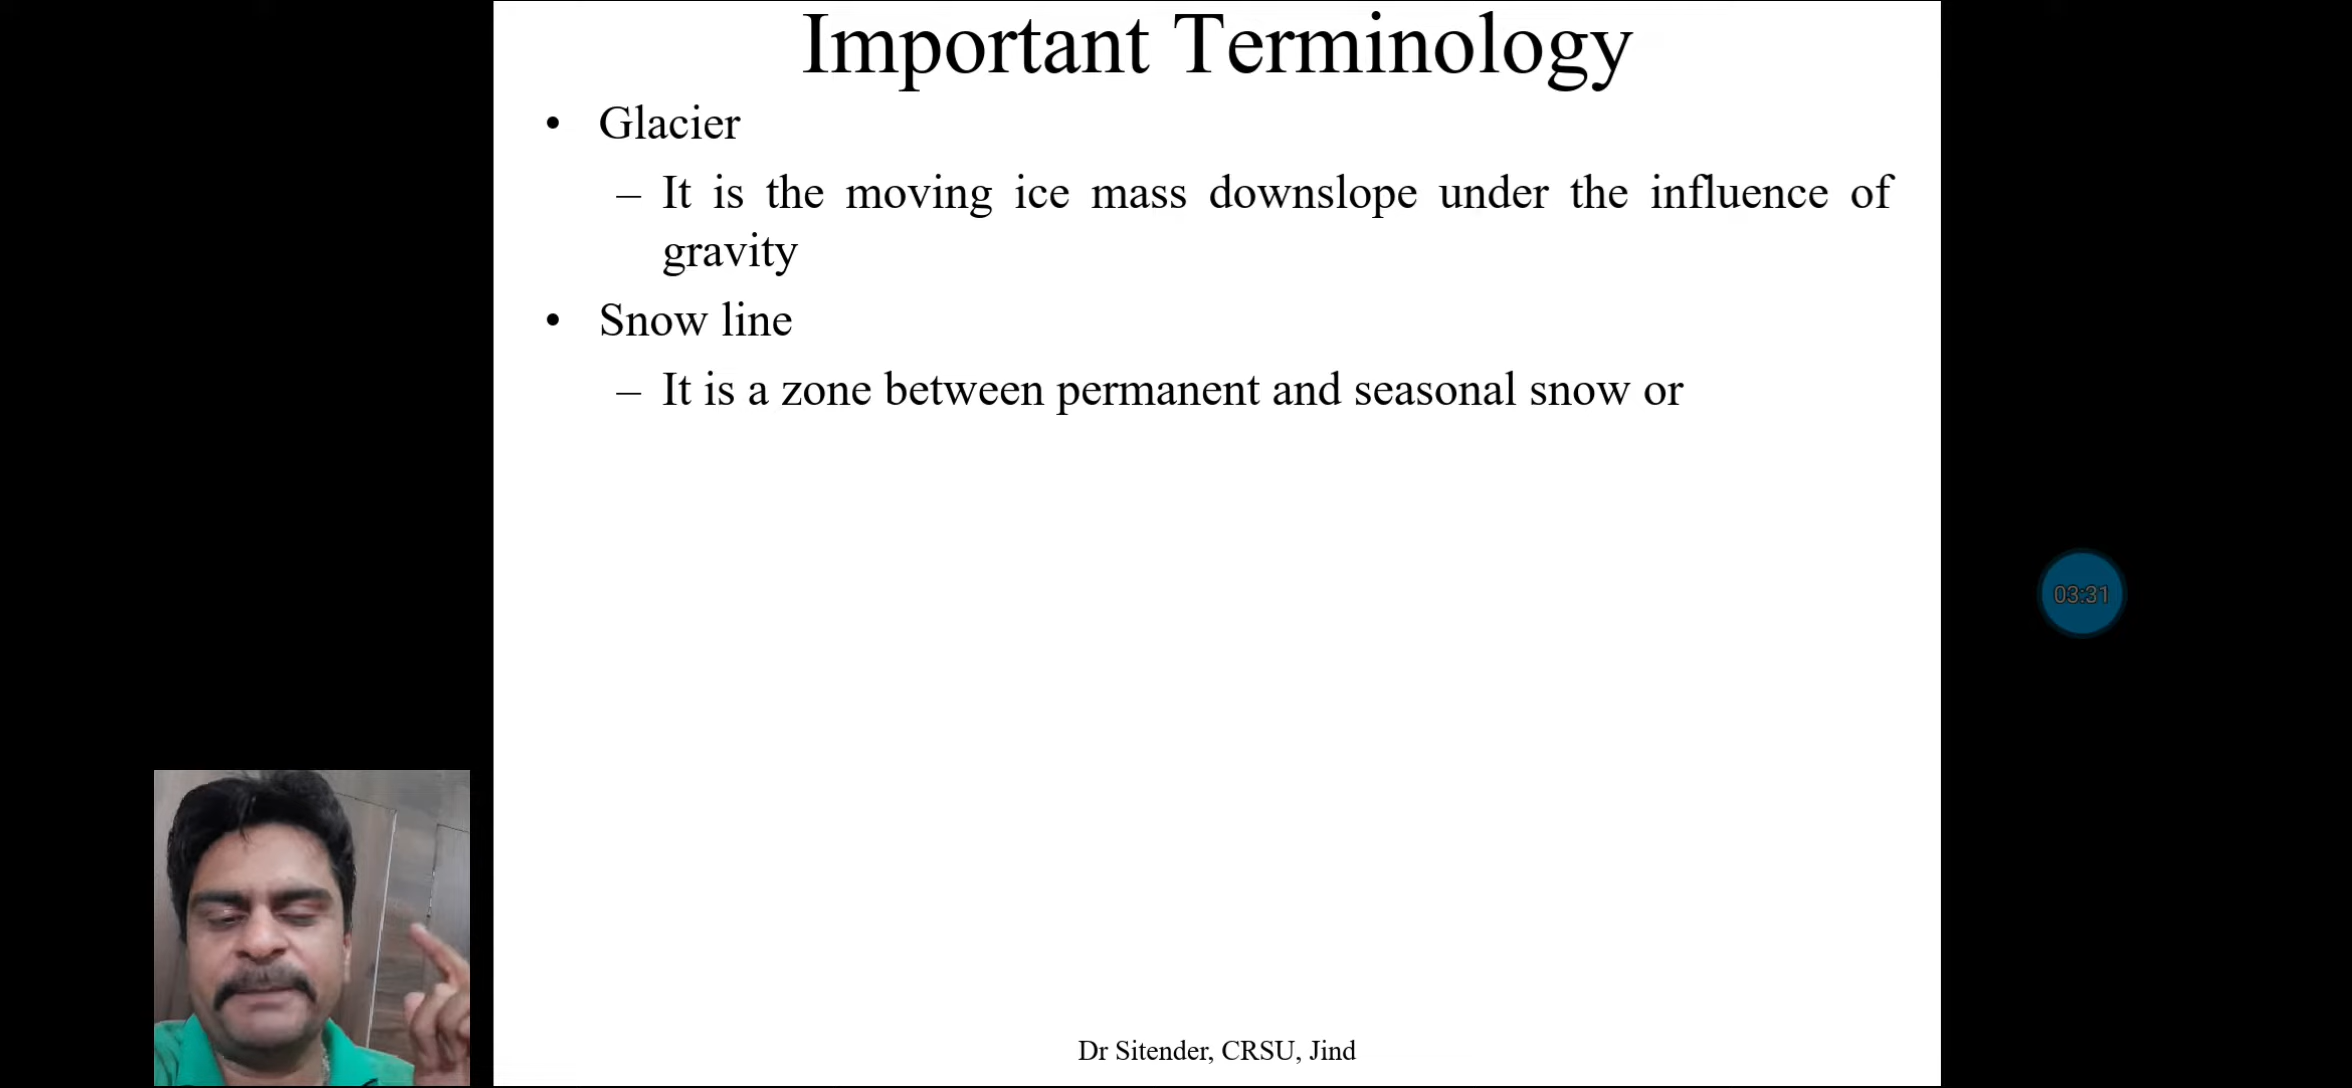 Important Terminology
• Glacier
– It is the moving ice mass downslope under the influence of
gravity
• Snow line
– It is a zone between permanent and seasonal snow or
03:31
Dr Sitender, CRSU, Jind